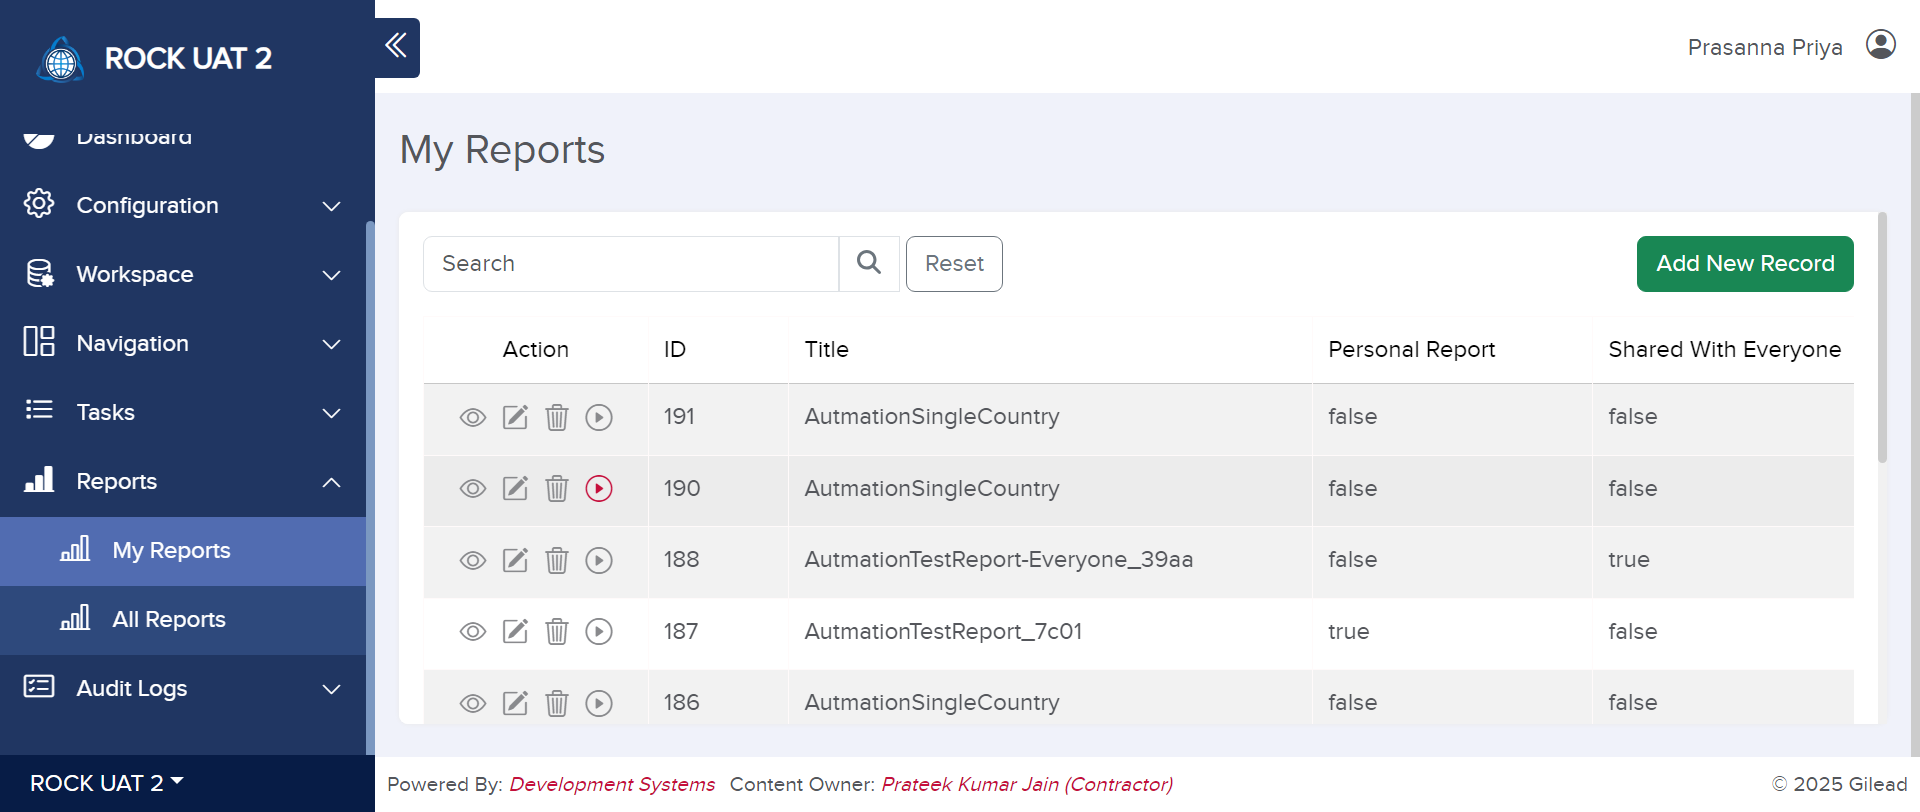 ROCK UAT 2
Prasanna Priya
Dashboard
Configuration
Workspace
Navigation
Tasks
Reports
My Reports
All Reports
Audit Logs
ROCK UAT 2
My Reports
Search
Reset
Add New Record
Action ID Title Personal Report Shared With Everyone
191 AutmationSingleCountry false false
190 AutmationSingleCountry false false
188 AutmationTestReport-Everyone_39aa false true
187 AutmationTestReport_7c01 true false
186 AutmationSingleCountry false false
Powered By: Development Systems Content Owner: Prateek Kumar Jain (Contractor)
© 2025 Gilead